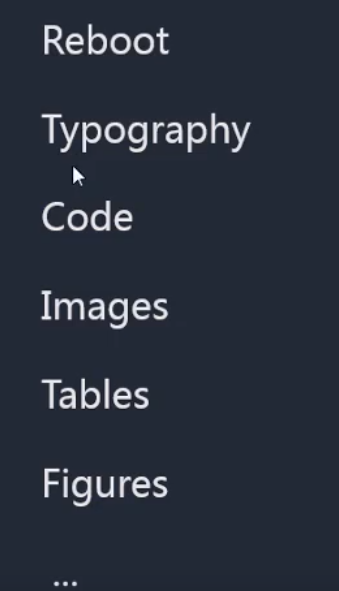 Reboot
Typography
Code
Images
Tables
Figures
...